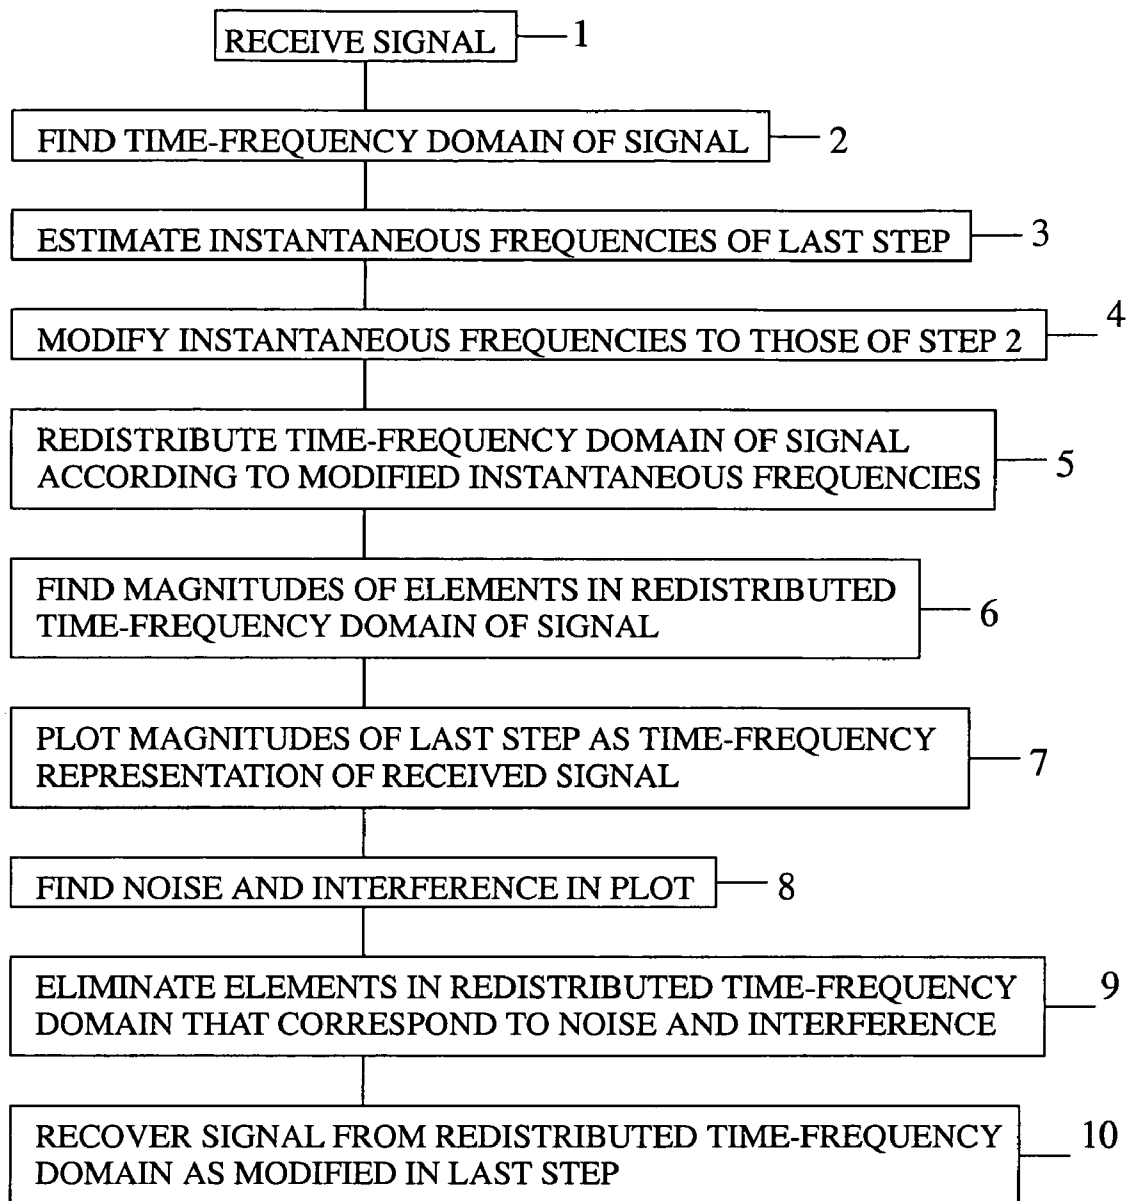 RECEIVE SIGNAL 1
FIND TIME-FREQUENCY DOMAIN OF SIGNAL 2
ESTIMATE INSTANTANEOUS FREQUENCIES OF LAST STEP 3
MODIFY INSTANTANEOUS FREQUENCIES TO THOSE OF STEP 2 4
REDISTRIBUTE TIME-FREQUENCY DOMAIN OF SIGNAL
ACCORDING TO MODIFIED INSTANTANEOUS FREQUENCIES 5
FIND MAGNITUDES OF ELEMENTS IN REDISTRIBUTED
TIME-FREQUENCY DOMAIN OF SIGNAL 6
PLOT MAGNITUDES OF LAST STEP AS TIME-FREQUENCY
REPRESENTATION OF RECEIVED SIGNAL 7
FIND NOISE AND INTERFERENCE IN PLOT 8
ELIMINATE ELEMENTS IN REDISTRIBUTED TIME-FREQUENCY 9
DOMAIN THAT CORRESPOND TO NOISE AND INTERFERENCE
RECOVER SIGNAL FROM REDISTRIBUTED TIME-FREQUENCY 10
DOMAIN AS MODIFIED IN LAST STEP